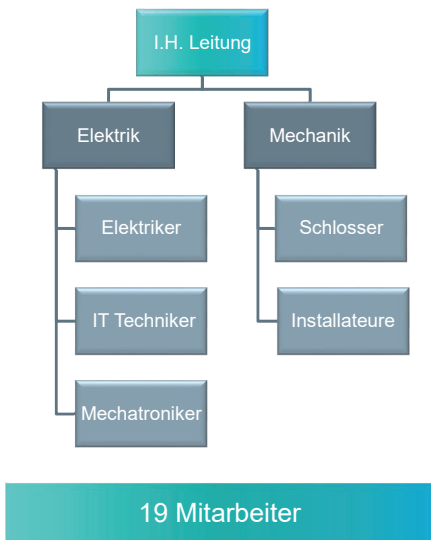 I.H. Leitung
Elektrik
Mechanik
Elektriker
Schlosser
IT Techniker
Installateure
Mechatroniker
19 Mitarbeiter